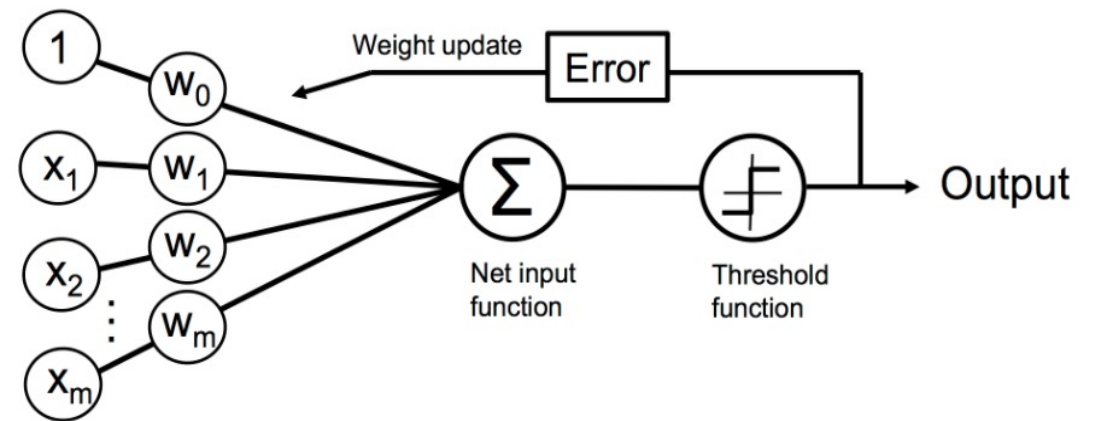 1
w₀
Weight update
Error
x₁
w₁
Σ
Output
x₂
w₂
Net input
function
Threshold
function
wₘ
xₘ